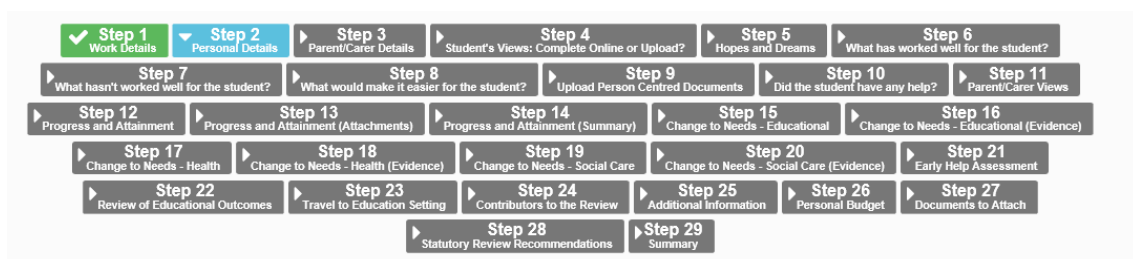 Step 1
Work Details
Step 2
Personal Details
Step 3
Parent/Carer Details
Step 4
Student's Views: Complete Online or Upload?
Step 5
Hopes and Dreams
Step 6
What has worked well for the student?
Step 7
What hasn't worked well for the student?
Step 8
What would make it easier for the student?
Step 9
Upload Person Centred Documents
Step 10
Did the student have any help?
Step 11
Parent/Carer Views
Step 12
Progress and Attainment
Step 13
Progress and Attainment (Attachments)
Step 14
Progress and Attainment (Summary)
Step 15
Change to Needs - Educational
Step 16
Change to Needs - Educational (Evidence)
Step 17
Change to Needs - Health
Step 18
Change to Needs - Health (Evidence)
Step 19
Change to Needs - Social Care
Step 20
Change to Needs - Social Care (Evidence)
Step 21
Early Help Assessment
Step 22
Review of Educational Outcomes
Step 23
Travel to Education Setting
Step 24
Contributors to the Review
Step 25
Additional Information
Step 26
Personal Budget
Step 27
Documents to Attach
Step 28
Statutory Review Recommendations
Step 29
Summary